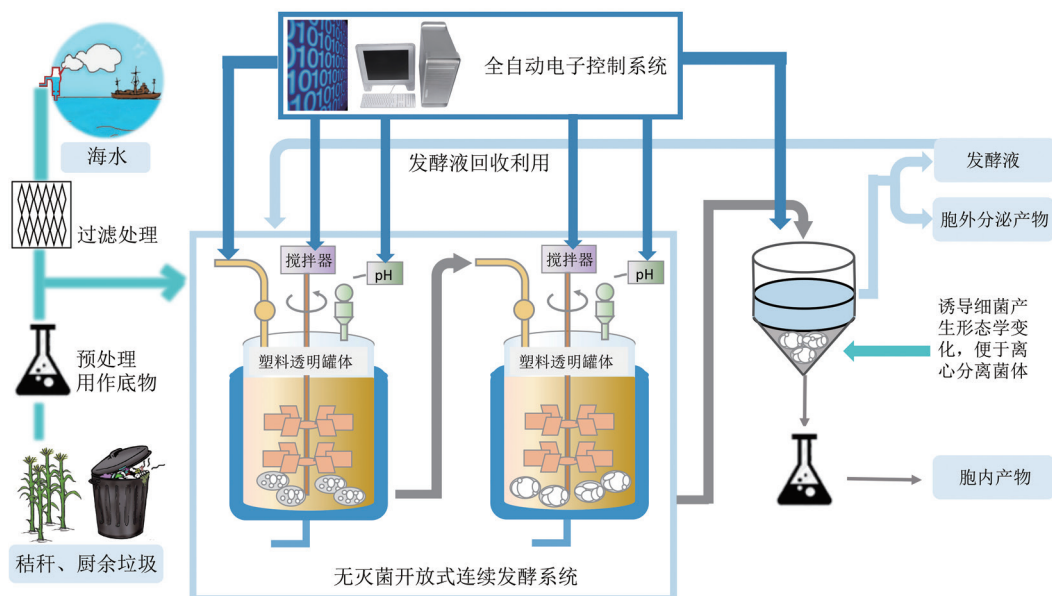 全自动电子控制系统
海水
发酵液回收利用
发酵液
过滤处理
胞外分泌产物
搅拌器
pH
搅拌器
pH
预处理
用作底物
塑料透明罐体
塑料透明罐体
诱导细菌产
生形态学变
化，便于离
心分离菌体
胞内产物
秸秆、厨余垃圾
无灭菌开放式连续发酵系统